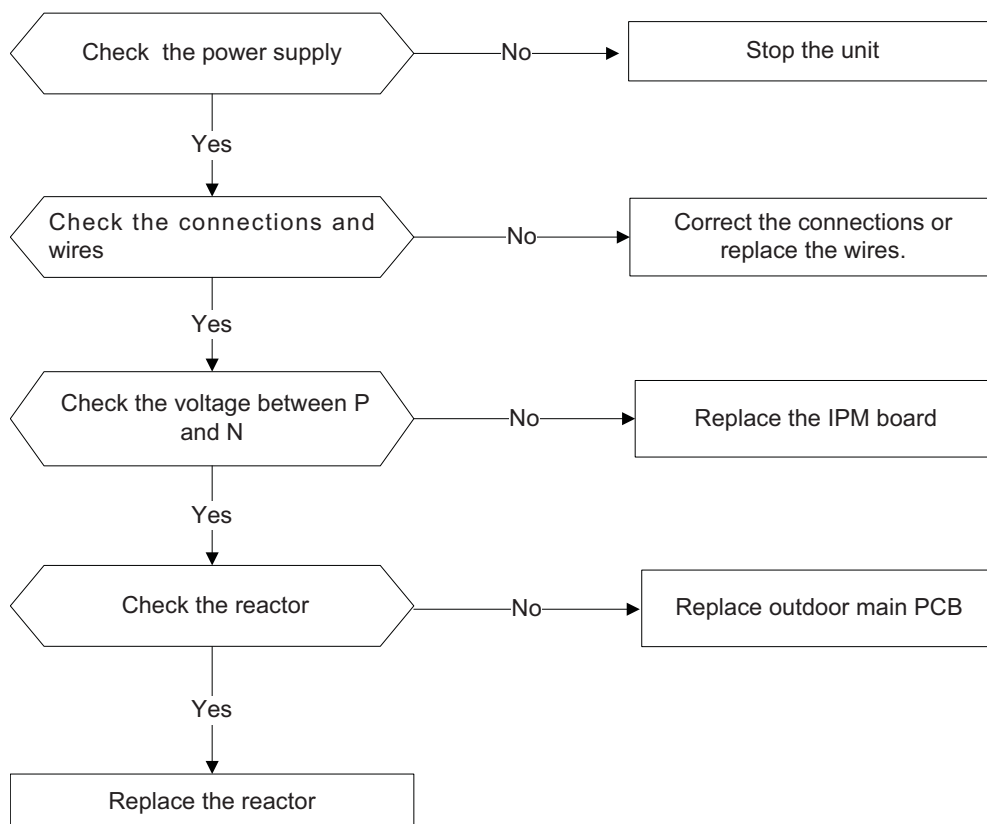 Check the power supply
No
Stop the unit
Yes
Check the connections and
wires
No
Correct the connections or
replace the wires.
Yes
Check the voltage between P
and N
No
Replace the IPM board
Yes
Check the reactor
No
Replace outdoor main PCB
Yes
Replace the reactor